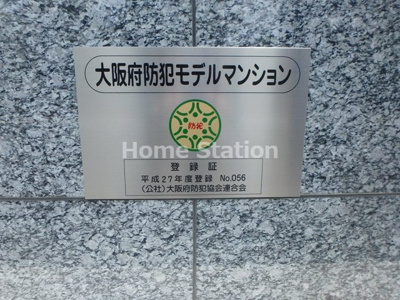 大阪府防犯モデルマンション
防犯
Home Station
登録証
平成27年度登録 No.056
(公社)大阪府防犯協会連合会